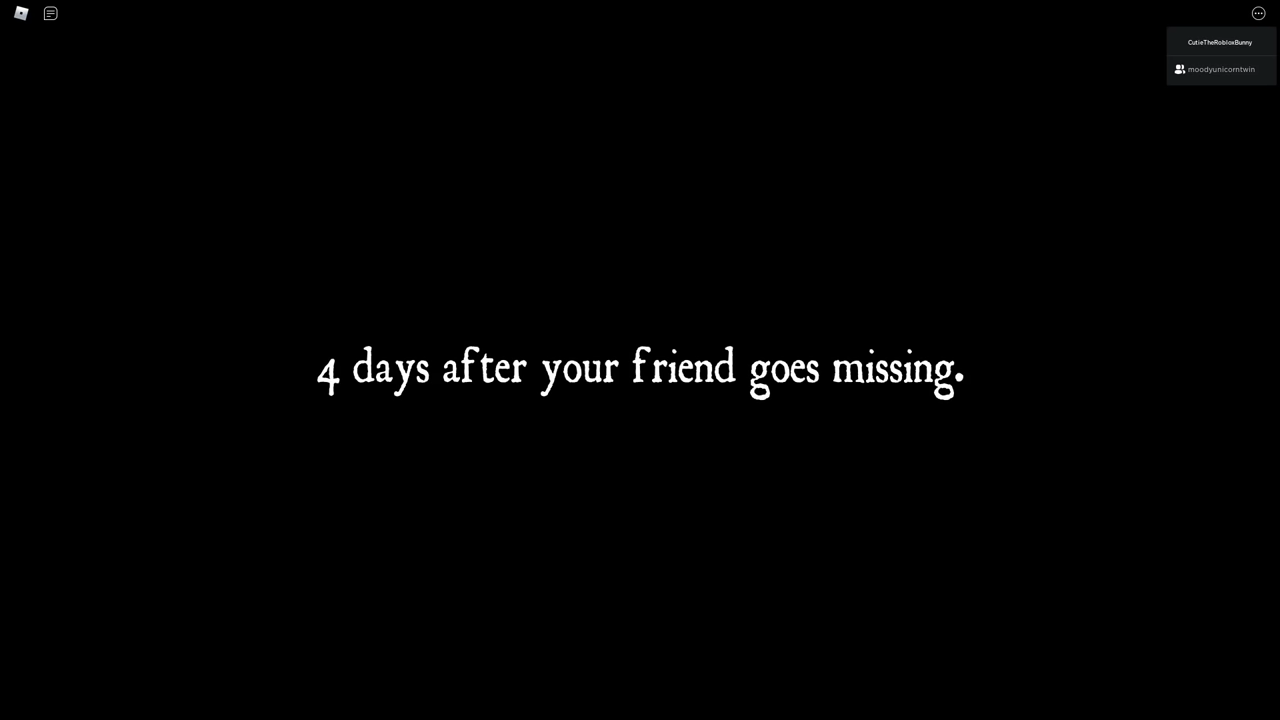 CutieTheRobloxBunny
moodyunicorntwin
4 days after your friend goes missing.